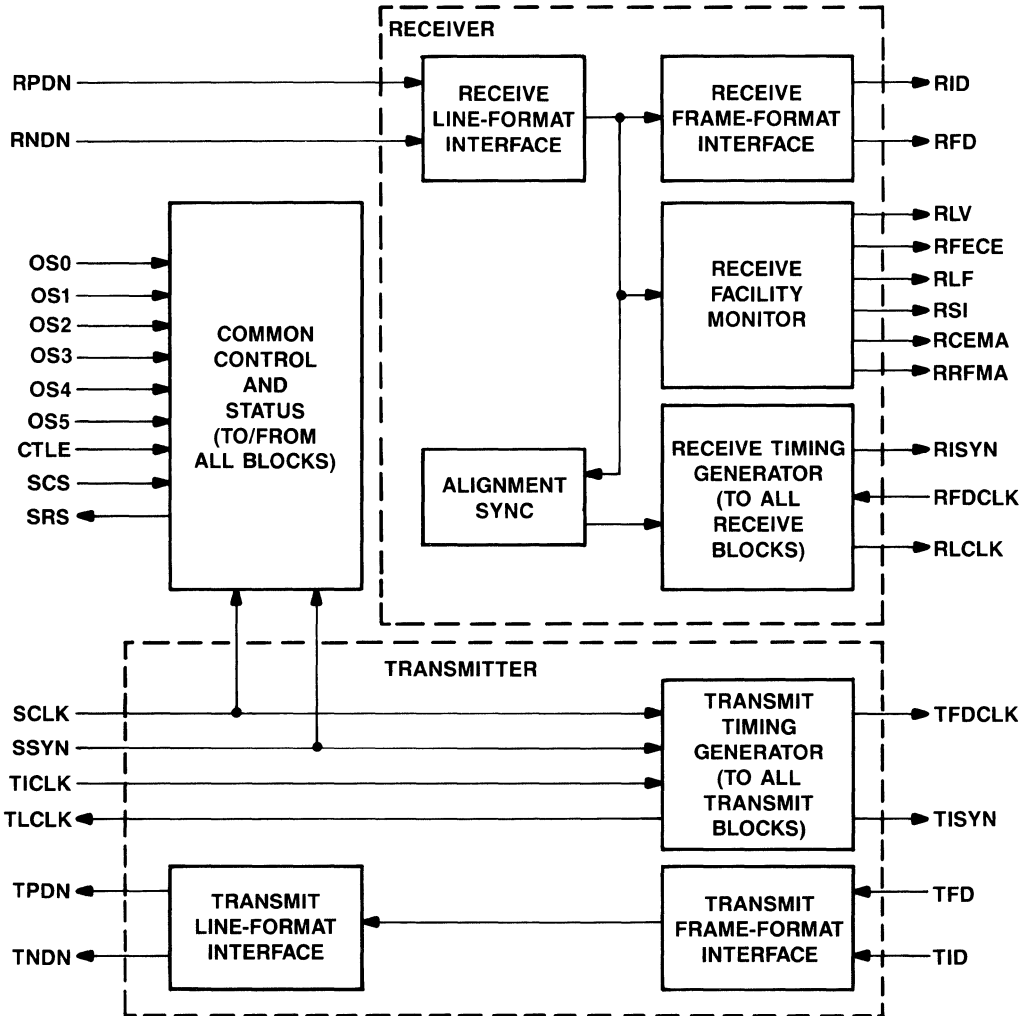 RECEIVER
RPDN
RNDN
RECEIVE
LINE-FORMAT
INTERFACE
RECEIVE
FRAME-FORMAT
INTERFACE
RID
RFD
OS0
OS1
OS2
OS3
OS4
OS5
CTLE
SCS
SRS
COMMON
CONTROL
AND
STATUS
(TO/FROM
ALL BLOCKS)
RECEIVE
FACILITY
MONITOR
RLV
RFECE
RLF
RSI
RCEMA
RRFMA
ALIGNMENT
SYNC
RECEIVE TIMING
GENERATOR
(TO ALL
RECEIVE
BLOCKS)
RISYN
RFDCLK
RLCLK
TRANSMITTER
SCLK
SSYN
TICLK
TLCLK
TRANSMIT
TIMING
GENERATOR
(TO ALL
TRANSMIT
BLOCKS)
TFDCLK
TISYN
TPDN
TNDN
TRANSMIT
LINE-FORMAT
INTERFACE
TRANSMIT
FRAME-FORMAT
INTERFACE
TFD
TID